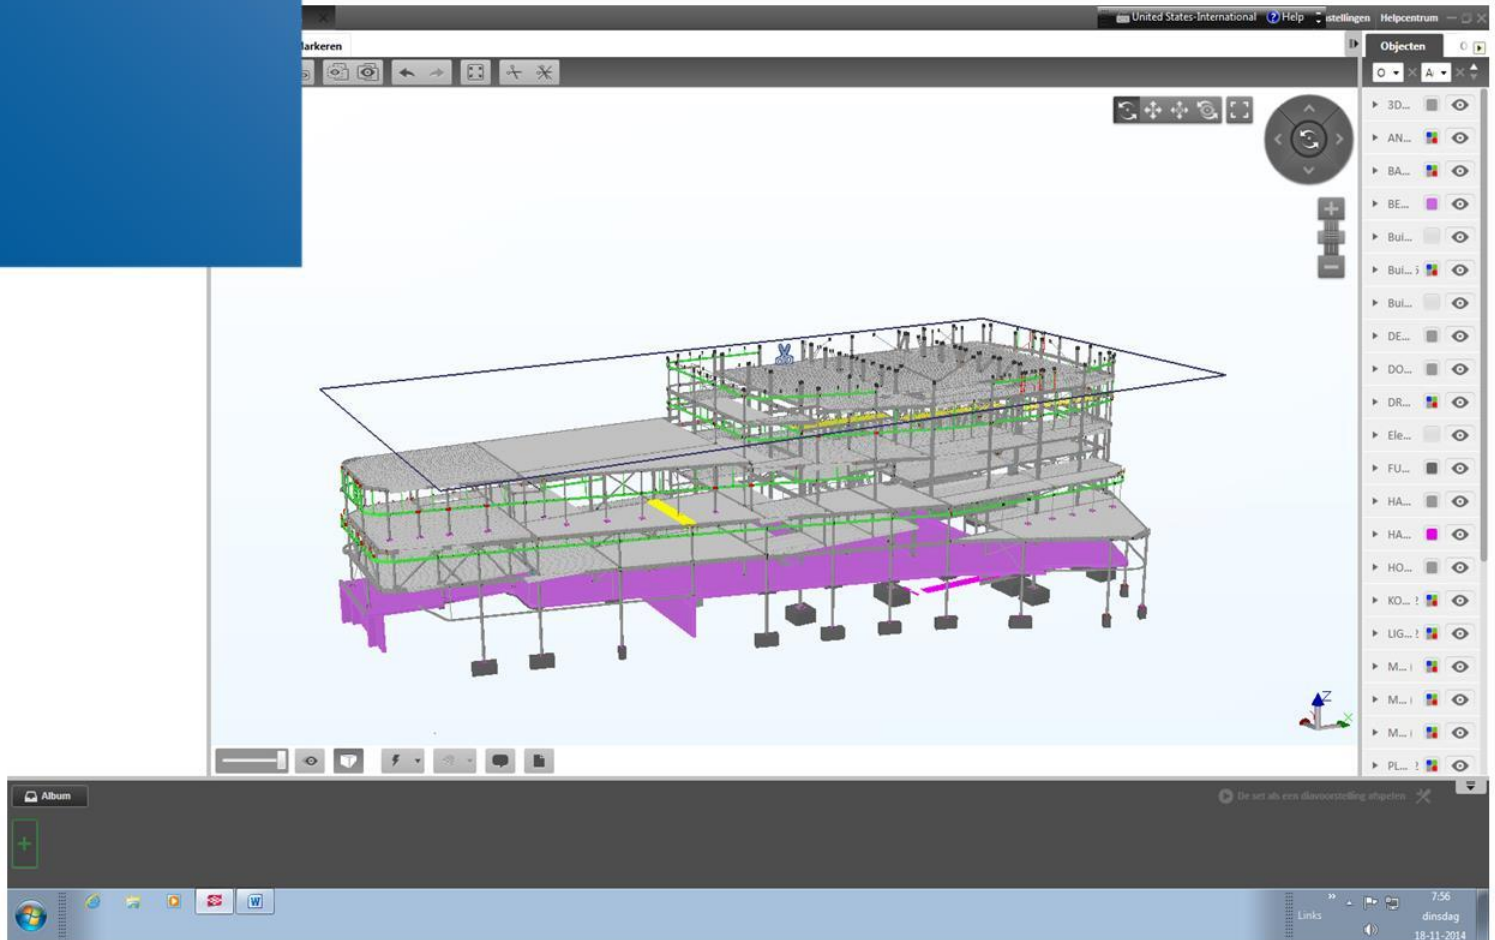 United States-International Help stellingen Helpcentrum
larkeren
Objecten
O A
3D...
AN...
BA...
BE...
Bui...
Bui... 5
Bui...
DE...
DO...
DR...
Ele...
FU...
HA...
HA...
HO...
KO... !
LIG... !
M... (
M... (
M... (
PL... !
Z
X
Album
De set als een diavoorstelling afspelen
Links
7:56
dinsdag
18-11-2014